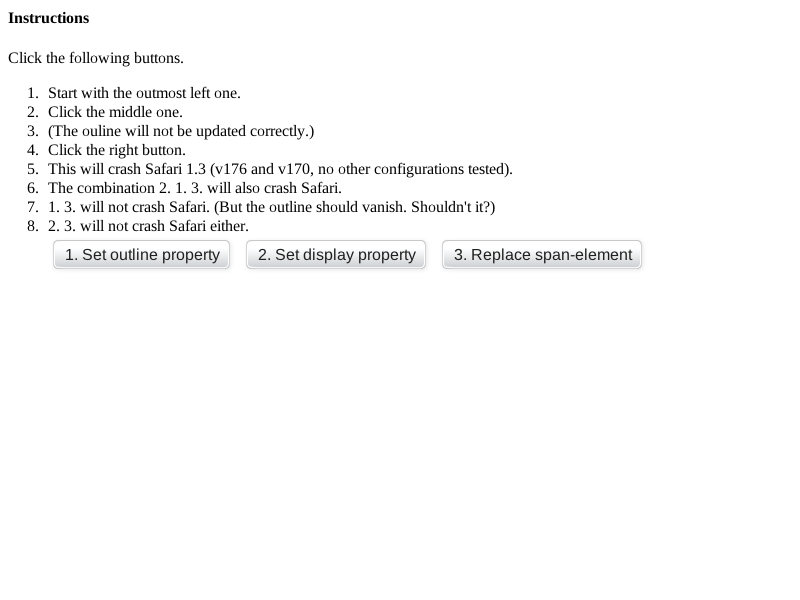 Instructions
Click the following buttons.
1. Start with the outmost left one.
2. Click the middle one.
3. (The ouline will not be updated correctly.)
4. Click the right button.
5. This will crash Safari 1.3 (v176 and v170, no other configurations tested).
6. The combination 2. 1. 3. will also crash Safari.
7. 1. 3. will not crash Safari. (But the outline should vanish. Shouldn't it?)
8. 2. 3. will not crash Safari either.
1. Set outline property 2. Set display property 3. Replace span-element